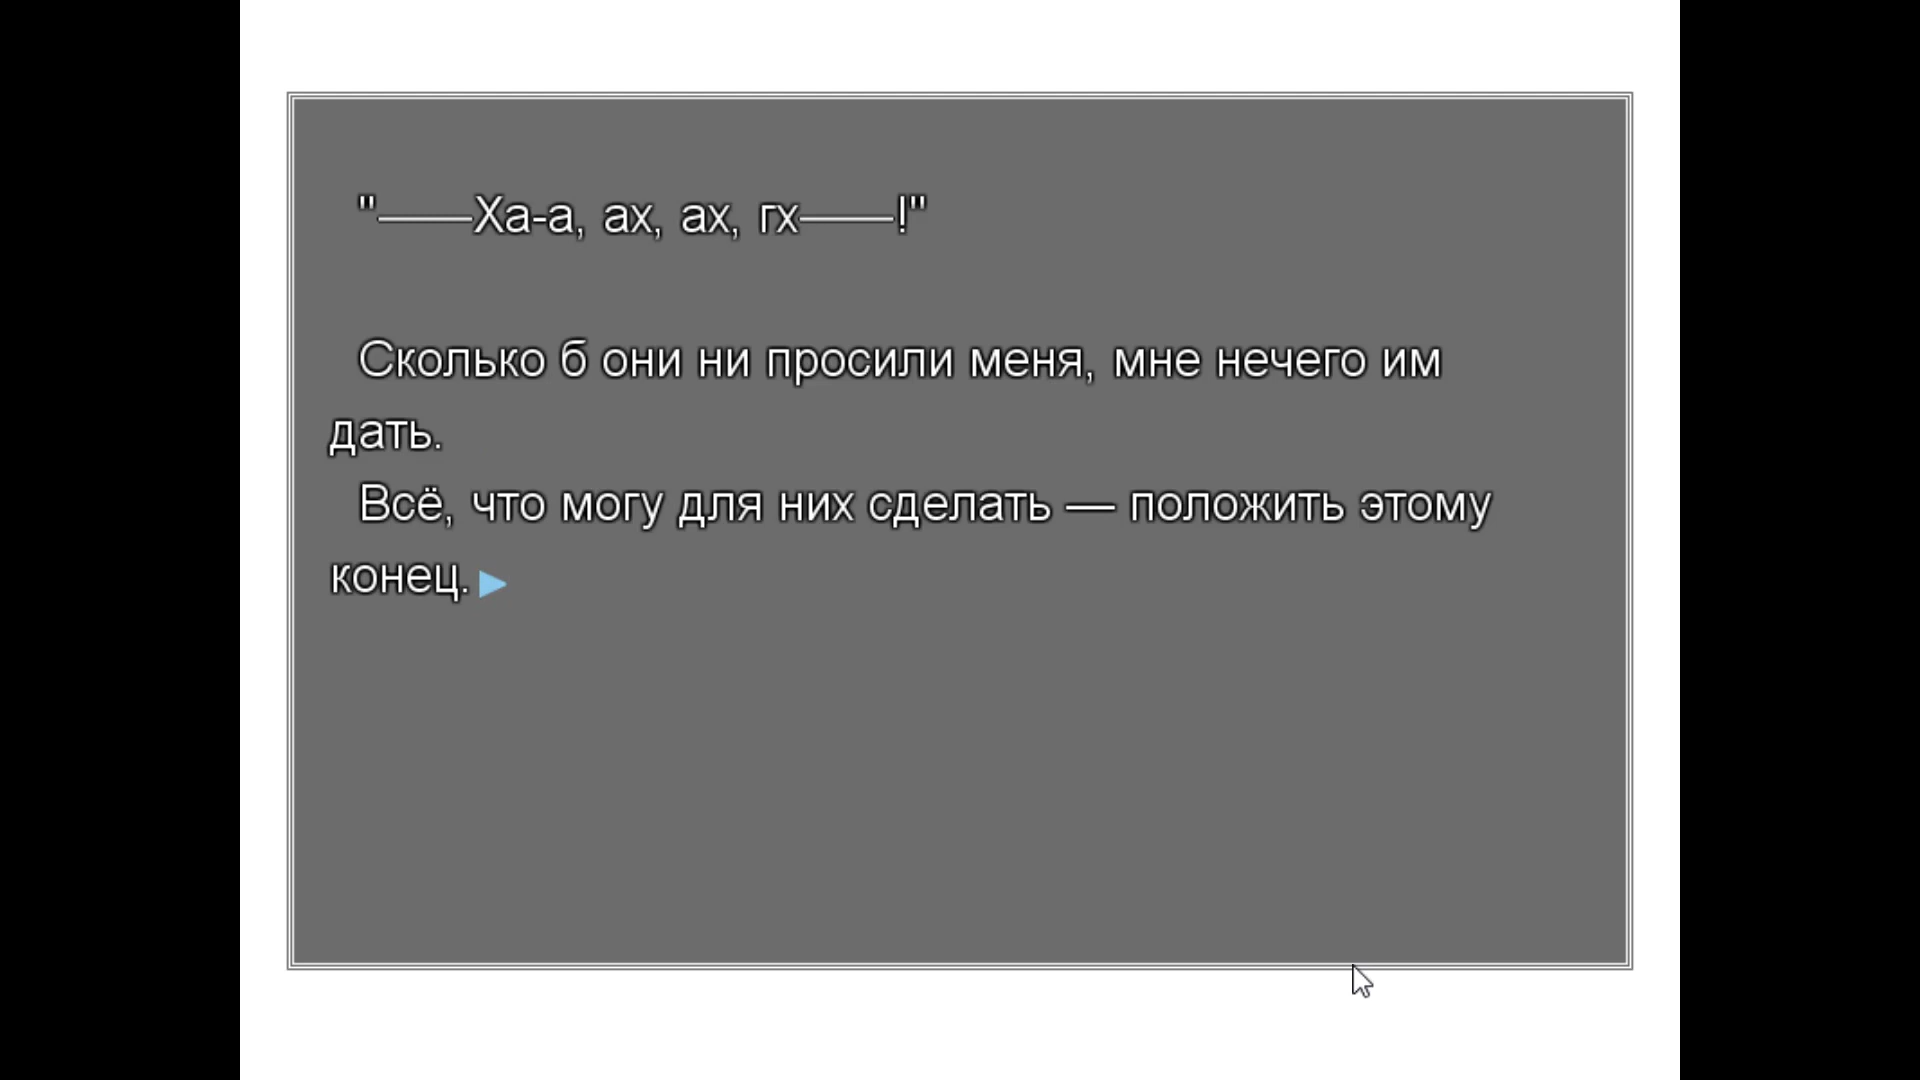 "───Ха-а, ах, ах, гх───!"
Сколько б они ни просили меня, мне нечего им
дать.
Всё, что могу для них сделать — положить этому
конец.